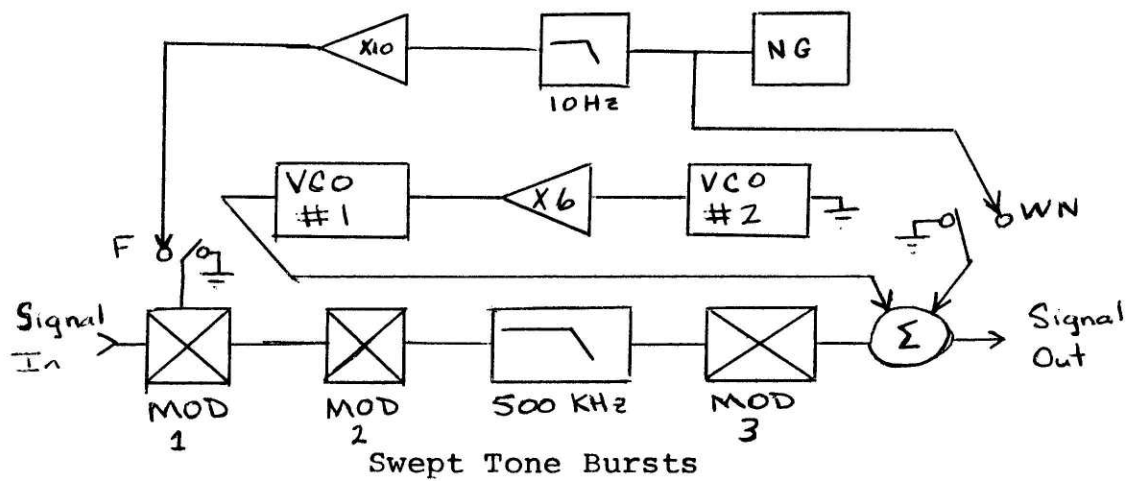 X10
NG
10Hz
VCO
#1
X6
VCO
#2
WN
F
Signal
In
Σ
Signal
Out
MOD
1
MOD
2
500 KHz
MOD
3
Swept Tone Bursts